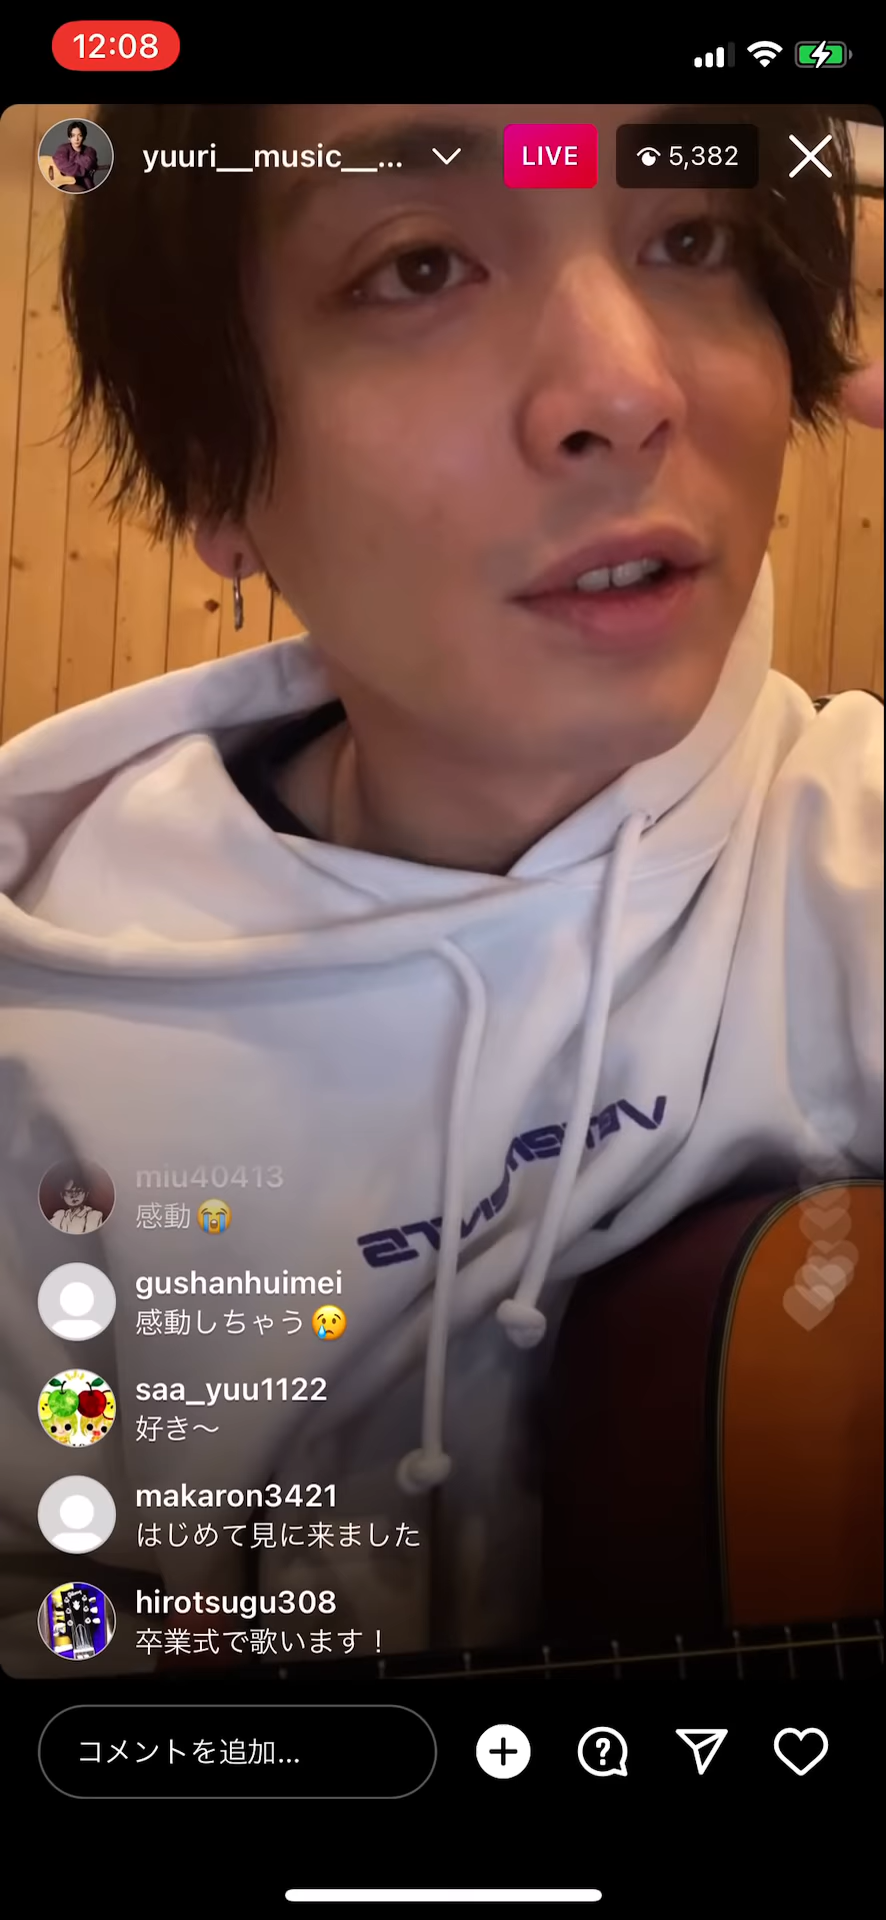 12:08
yuuri__music__...
LIVE
5,382
miu40413
感動😭
gushanhuimei
感動しちゃう😢
saa_yuu1122
好き〜
makaron3421
はじめて見に来ました
hirotsugu308
卒業式で歌います！
コメントを追加...